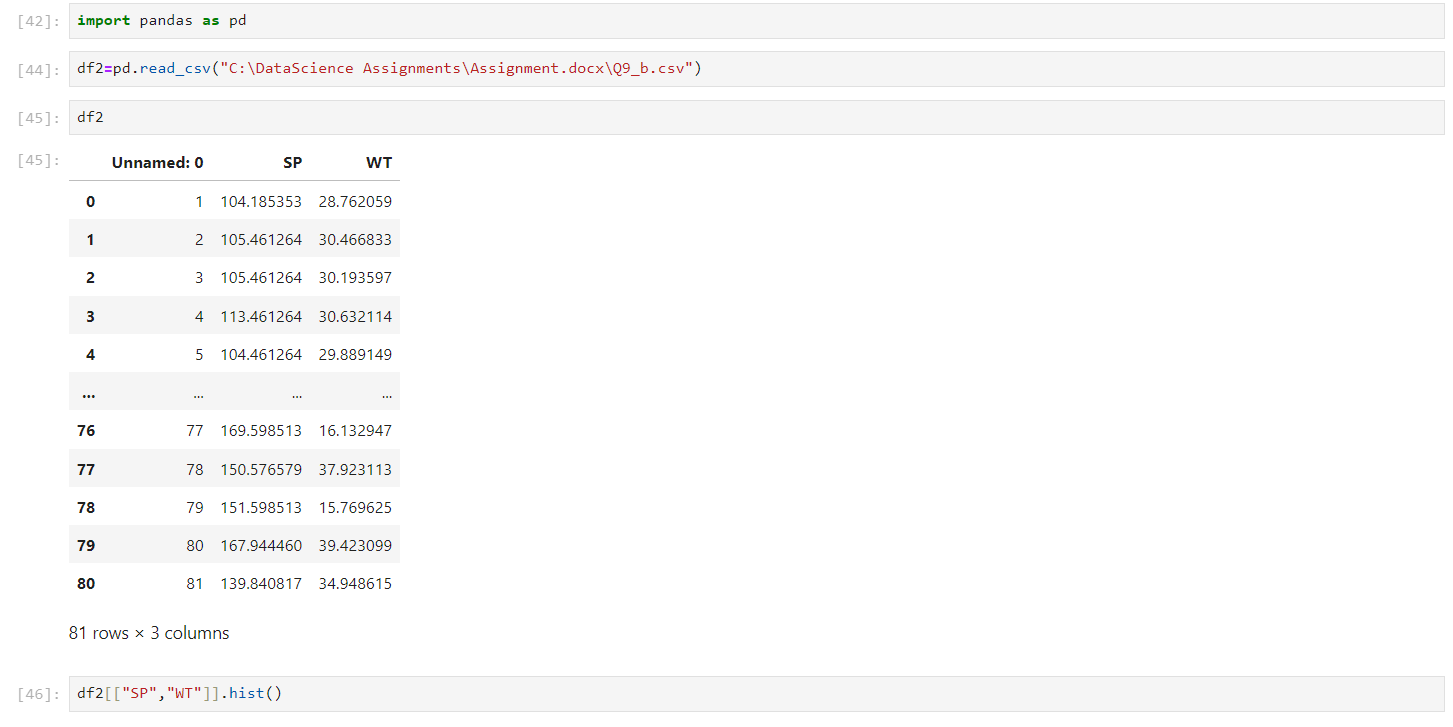 [42]: import pandas as pd
[44]: df2=pd.read_csv("C:\DataScience Assignments\Assignment.docx\Q9_b.csv")
[45]: df2
[45]: Unnamed: 0 SP WT
0 1 104.185353 28.762059
1 2 105.461264 30.466833
2 3 105.461264 30.193597
3 4 113.461264 30.632114
4 5 104.461264 29.889149
... ... ... ...
76 77 169.598513 16.132947
77 78 150.576579 37.923113
78 79 151.598513 15.769625
79 80 167.944460 39.423099
80 81 139.840817 34.948615
81 rows × 3 columns
[46]: df2[["SP","WT"]].hist()